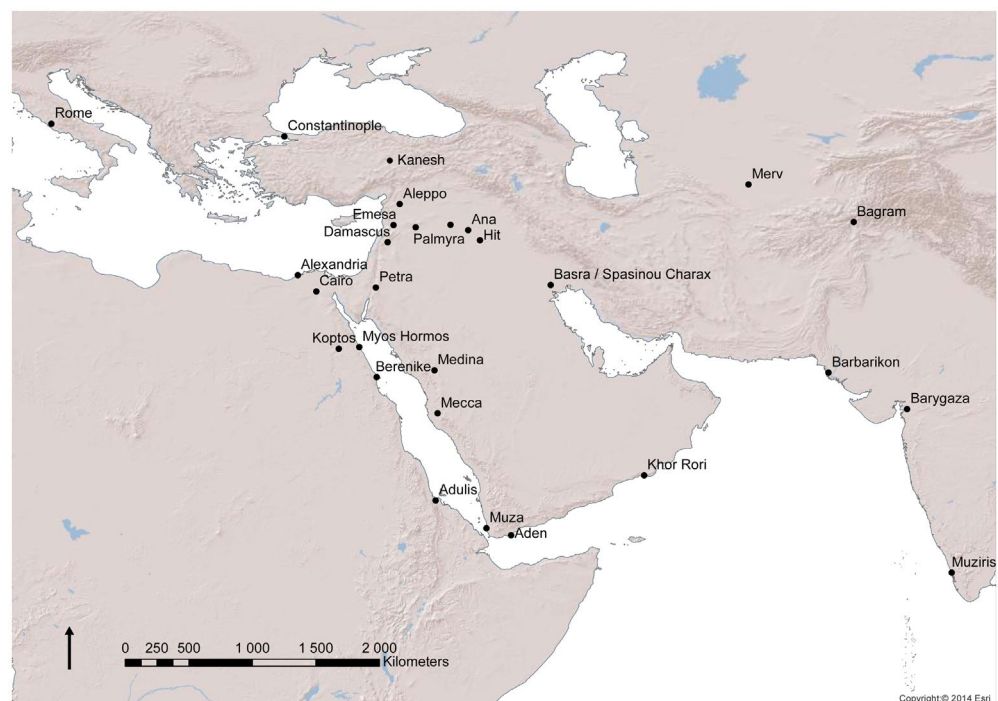 Rome
Constantinople
Kanesh
Merv
Aleppo
Bagram
Emesa
Ana
Damascus
Palmyra
Hit
Alexandria
Cairo
Petra
Basra / Spasinou Charax
Koptos
Myos Hormos
Berenike
Medina
Barbarikon
Mecca
Barygaza
Khor Rori
Adulis
Muza
Aden
Muziris
0 250 500 1 000 1 500 2 000
Kilometers
Copyright:© 2014 Esri